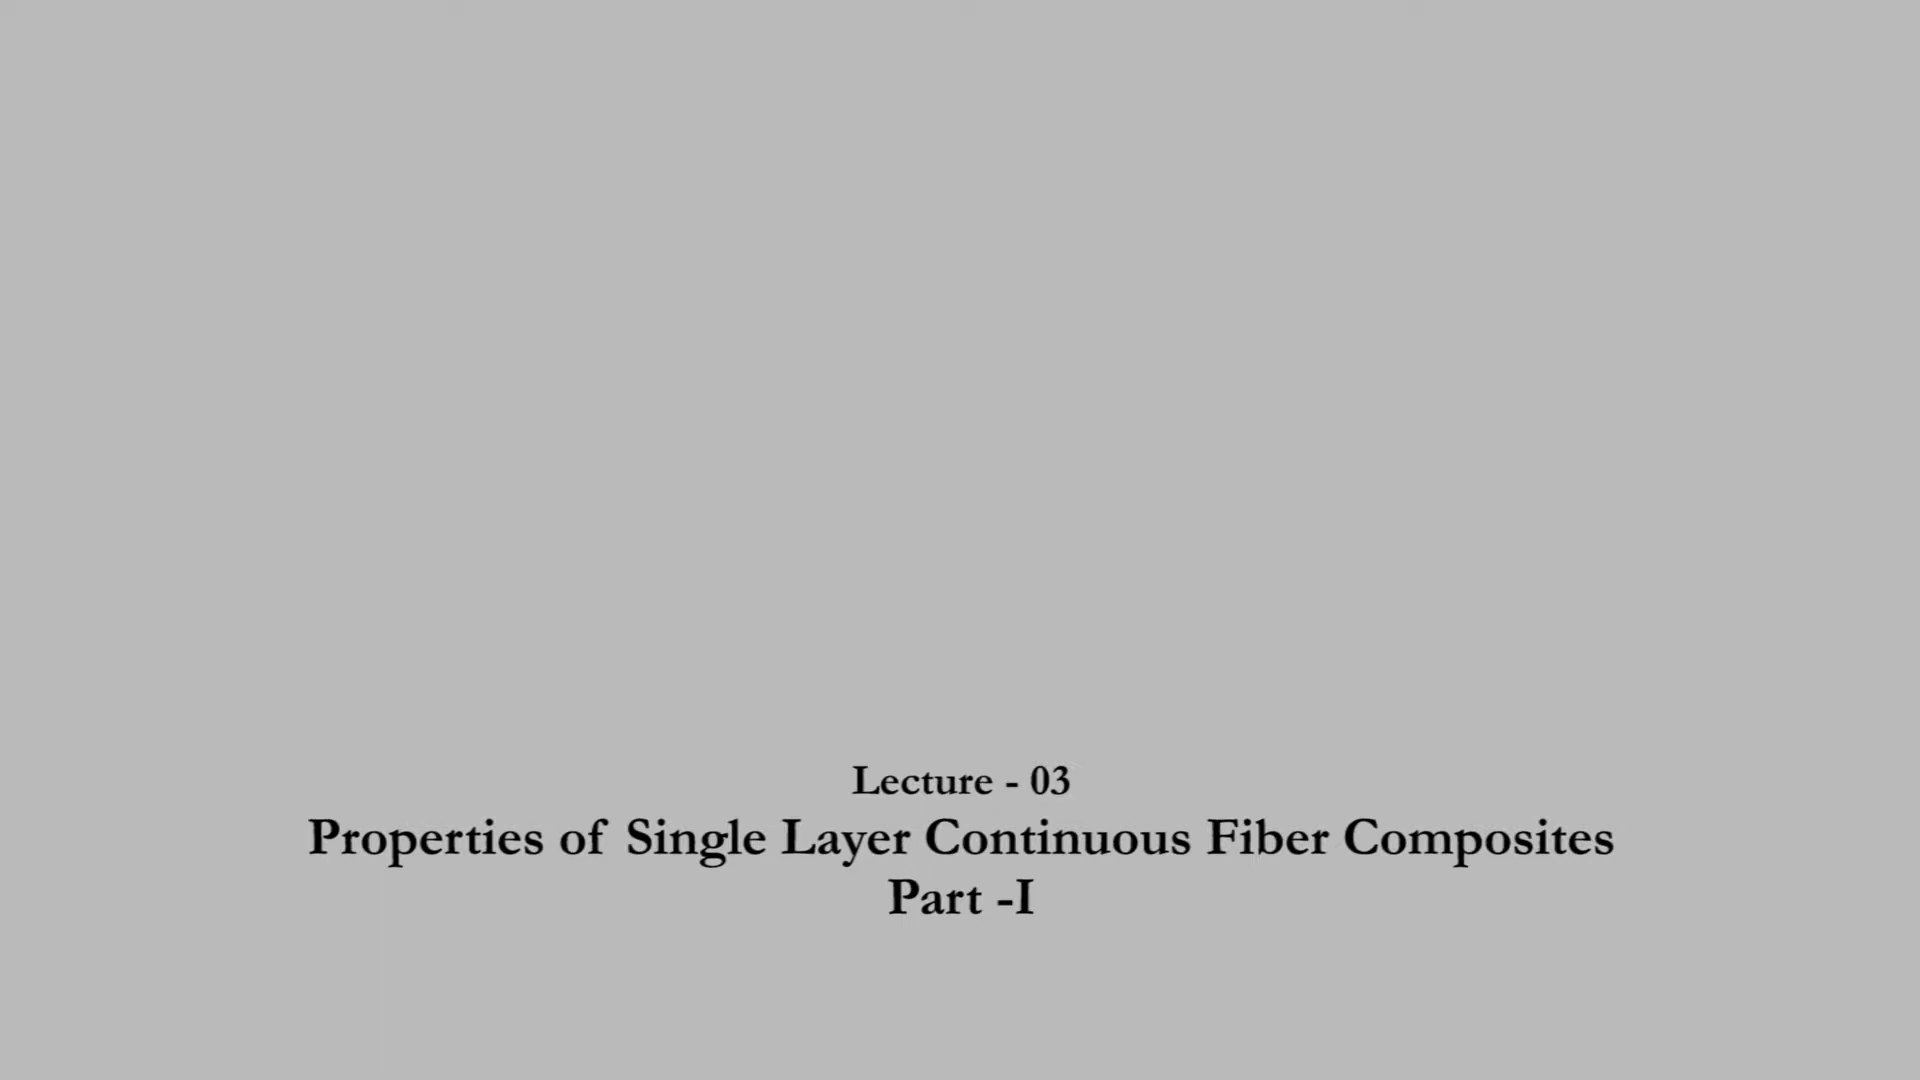 Lecture - 03
Properties of Single Layer Continuous Fiber Composites
Part -I